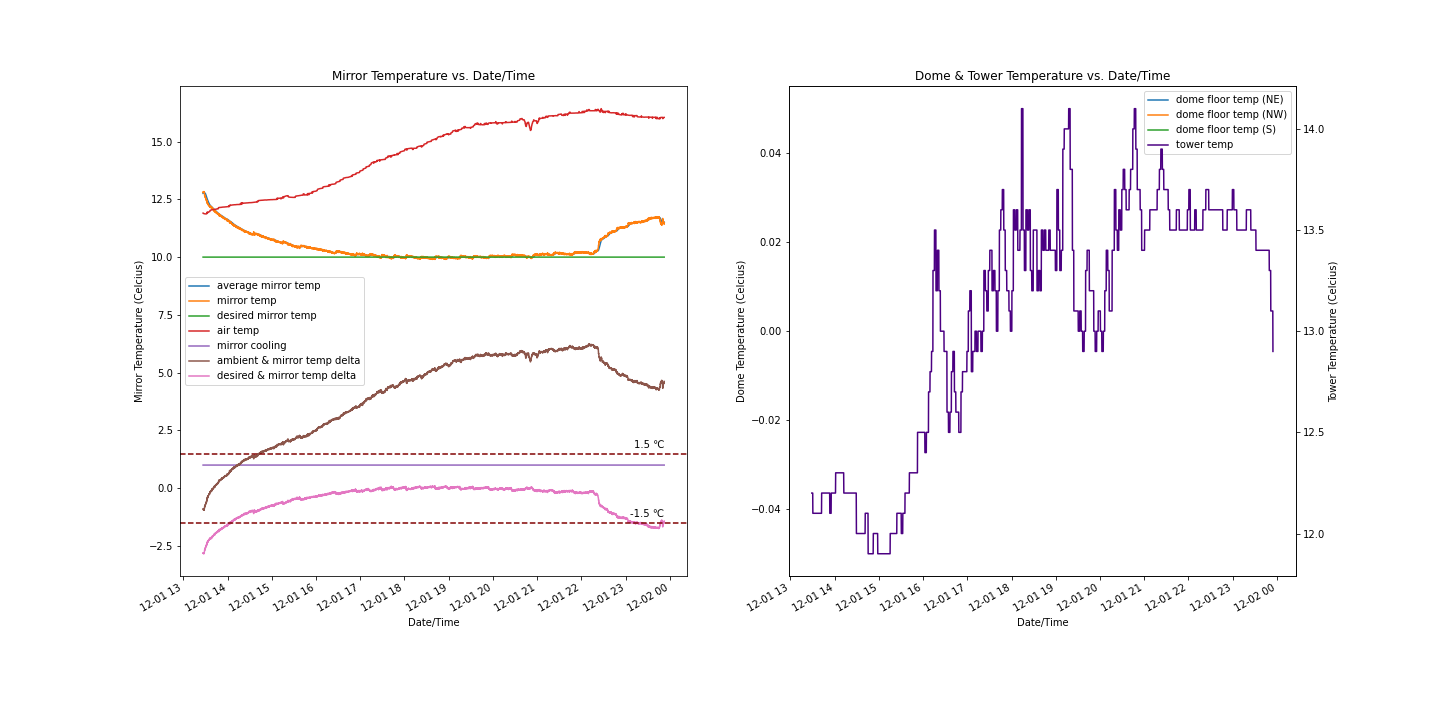 Mirror Temperature vs. Date/Time
Mirror Temperature (Celcius)
15.0
12.5
10.0
7.5
5.0
2.5
0.0
−2.5
average mirror temp
mirror temp
desired mirror temp
air temp
mirror cooling
ambient & mirror temp delta
desired & mirror temp delta
1.5 °C
-1.5 °C
12-01 13
12-01 14
12-01 15
12-01 16
12-01 17
12-01 18
12-01 19
12-01 20
12-01 21
12-01 22
12-01 23
12-02 00
Date/Time
Dome & Tower Temperature vs. Date/Time
Dome Temperature (Celcius)
0.04
0.02
0.00
−0.02
−0.04
dome floor temp (NE)
dome floor temp (NW)
dome floor temp (S)
tower temp
14.0
13.5
13.0
12.5
12.0
Tower Temperature (Celcius)
12-01 13
12-01 14
12-01 15
12-01 16
12-01 17
12-01 18
12-01 19
12-01 20
12-01 21
12-01 22
12-01 23
12-02 00
Date/Time